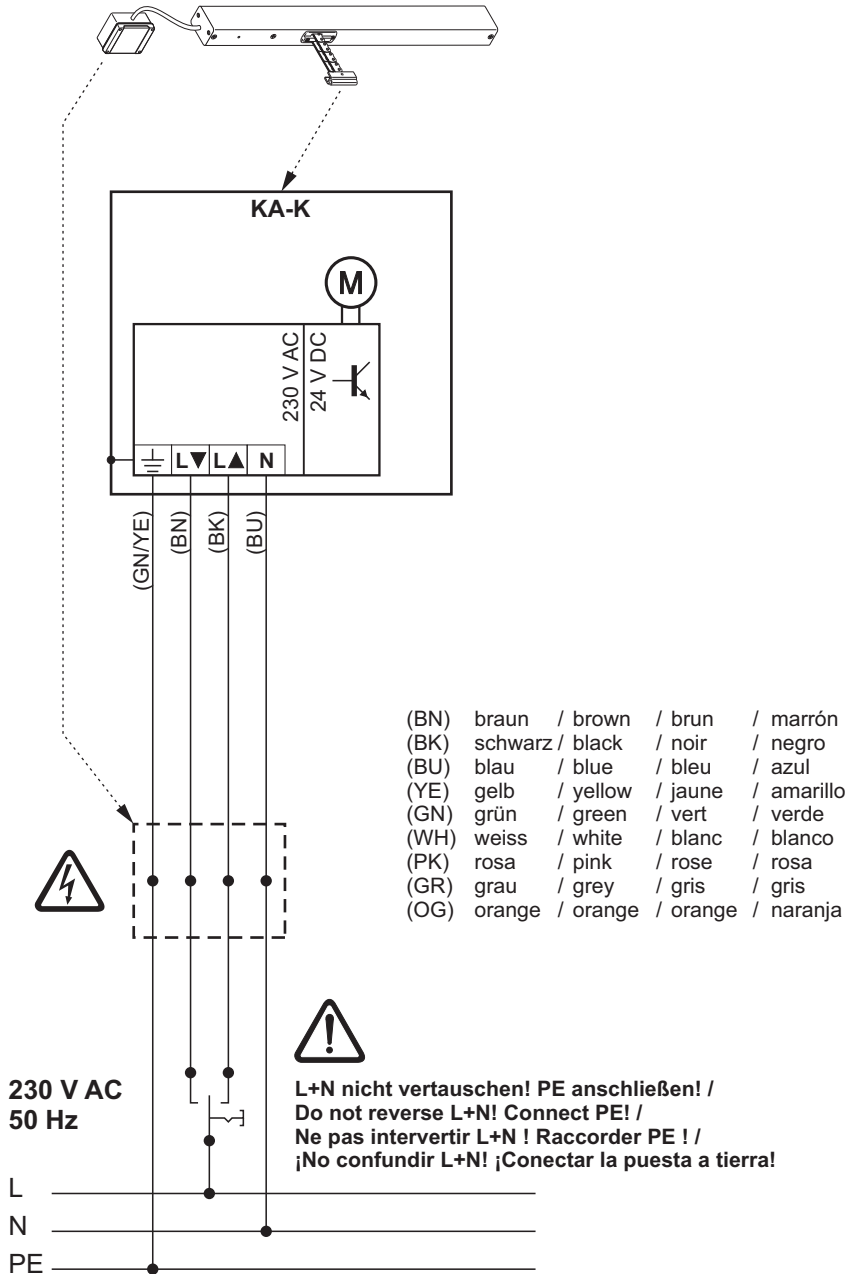 KA-K
M
230 V AC
24 V DC
L▼ L▲ N
(GN/YE)
(BN)
(BK)
(BU)
(BN) braun / brown / brun / marrón
(BK) schwarz / black / noir / negro
(BU) blau / blue / bleu / azul
(YE) gelb / yellow / jaune / amarillo
(GN) grün / green / vert / verde
(WH) weiss / white / blanc / blanco
(PK) rosa / pink / rose / rosa
(GR) grau / grey / gris / gris
(OG) orange / orange / orange / naranja
230 V AC
50 Hz
L+N nicht vertauschen! PE anschließen! /
Do not reverse L+N! Connect PE! /
Ne pas intervertir L+N ! Raccorder PE ! /
¡No confundir L+N! ¡Conectar la puesta a tierra!
L
N
PE